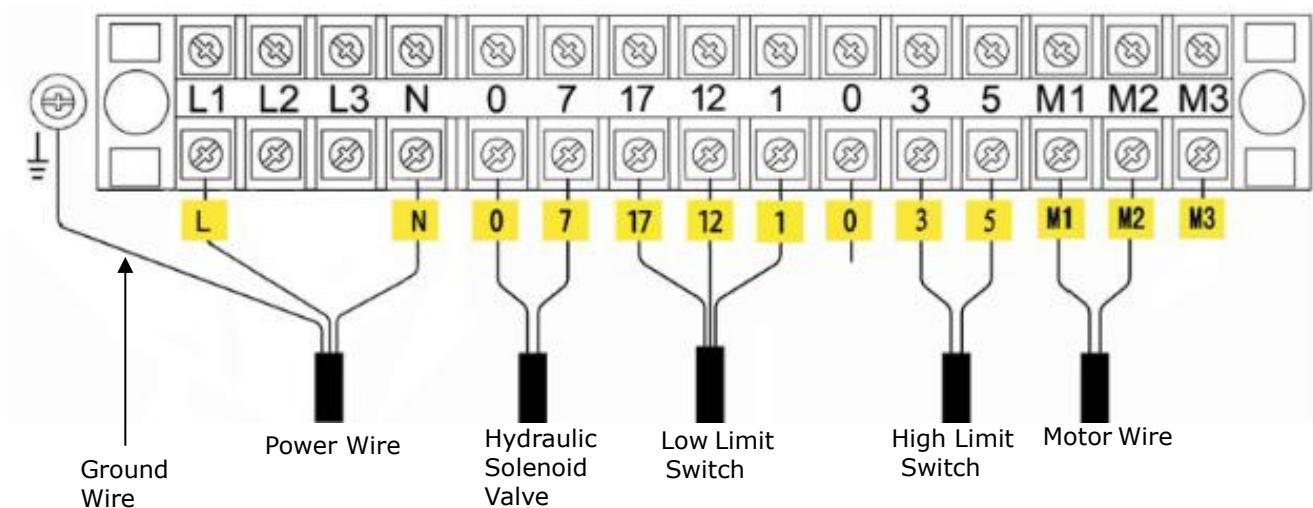 L1 L2 L3 N 0 7 17 12 1 0 3 5 M1 M2 M3
L N 0 7 17 12 1 0 3 5 M1 M2 M3
Ground
Wire
Power Wire
Hydraulic
Solenoid
Valve
Low Limit
Switch
High Limit
Switch
Motor Wire